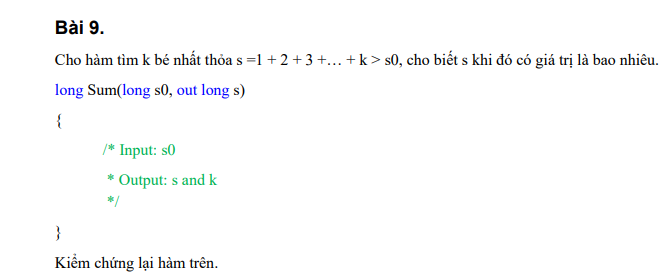 Bài 9.
Cho hàm tìm k bé nhất thỏa s =1 + 2 + 3 +… + k > s0, cho biết s khi đó có giá trị là bao nhiêu.
long Sum(long s0, out long s)
{
/* Input: s0
* Output: s and k
*/
}
Kiểm chứng lại hàm trên.